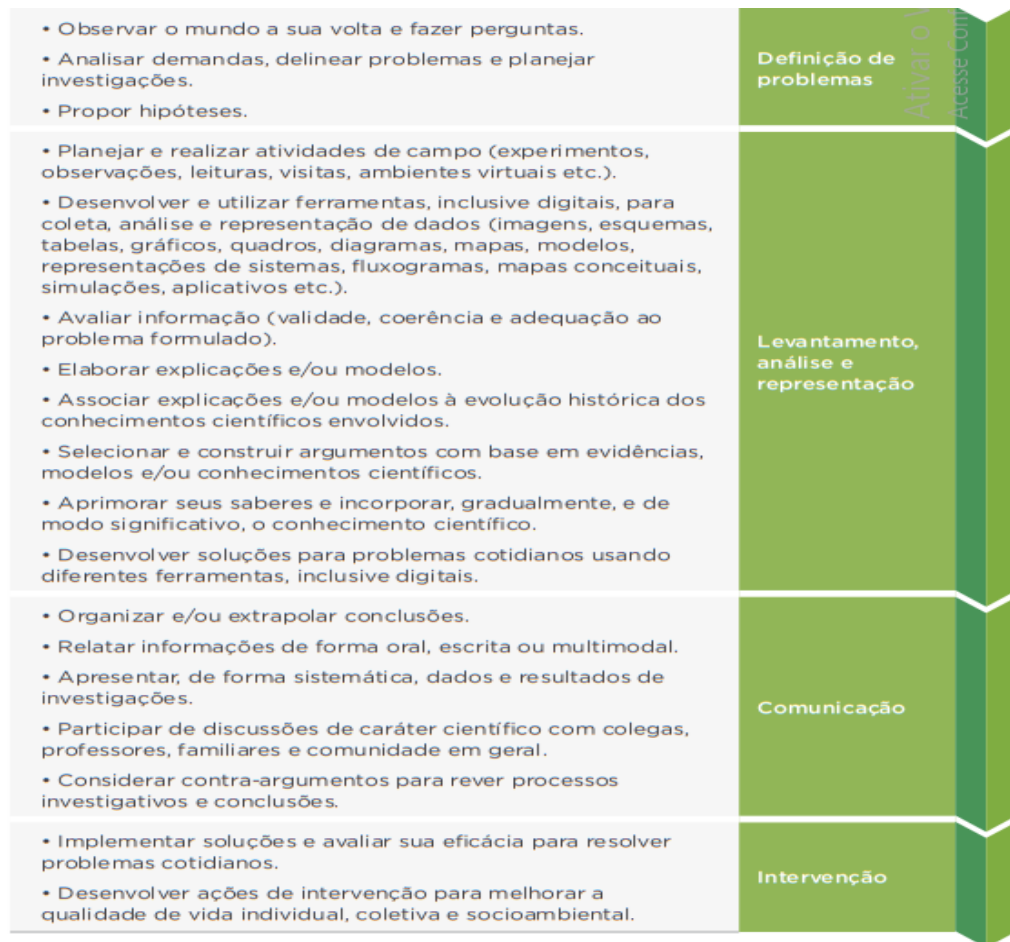 • Observar o mundo a sua volta e fazer perguntas.
• Analisar demandas, delinear problemas e planejar
investigações.
• Propor hipóteses.
Definição de
problemas
Ativar o
Acesse
• Planejar e realizar atividades de campo (experimentos,
observações, leituras, visitas, ambientes virtuais etc.).
• Desenvolver e utilizar ferramentas, inclusive digitais, para
coleta, análise e representação de dados (imagens, esquemas,
tabelas, gráficos, quadros, diagramas, mapas, modelos,
representações de sistemas, fluxogramas, mapas conceituais,
simulações, aplicativos etc.).
• Avaliar informação (validade, coerência e adequação ao
problema formulado).
• Elaborar explicações e/ou modelos.
• Associar explicações e/ou modelos à evolução histórica dos
conhecimentos científicos envolvidos.
• Selecionar e construir argumentos com base em evidências,
modelos e/ou conhecimentos científicos.
• Aprimorar seus saberes e incorporar, gradualmente, e de
modo significativo, o conhecimento científico.
• Desenvolver soluções para problemas cotidianos usando
diferentes ferramentas, inclusive digitais.
Levantamento,
análise e
representação
• Organizar e/ou extrapolar conclusões.
• Relatar informações de forma oral, escrita ou multimodal.
• Apresentar, de forma sistemática, dados e resultados de
investigações.
• Participar de discussões de caráter científico com colegas,
professores, familiares e comunidade em geral.
• Considerar contra-argumentos para rever processos
investigativos e conclusões.
Comunicação
• Implementar soluções e avaliar sua eficácia para resolver
problemas cotidianos.
• Desenvolver ações de intervenção para melhorar a
qualidade de vida individual, coletiva e socioambiental.
Intervenção